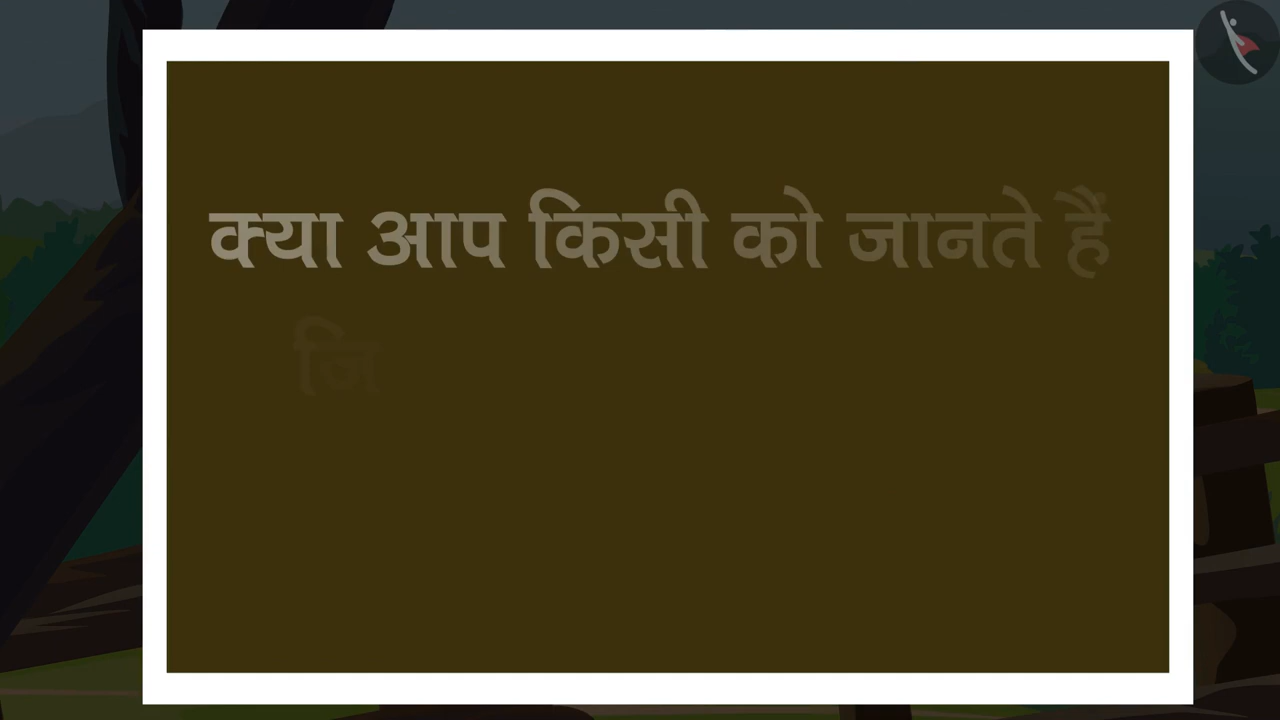 क्या आप किसी को जानते हैं
जि